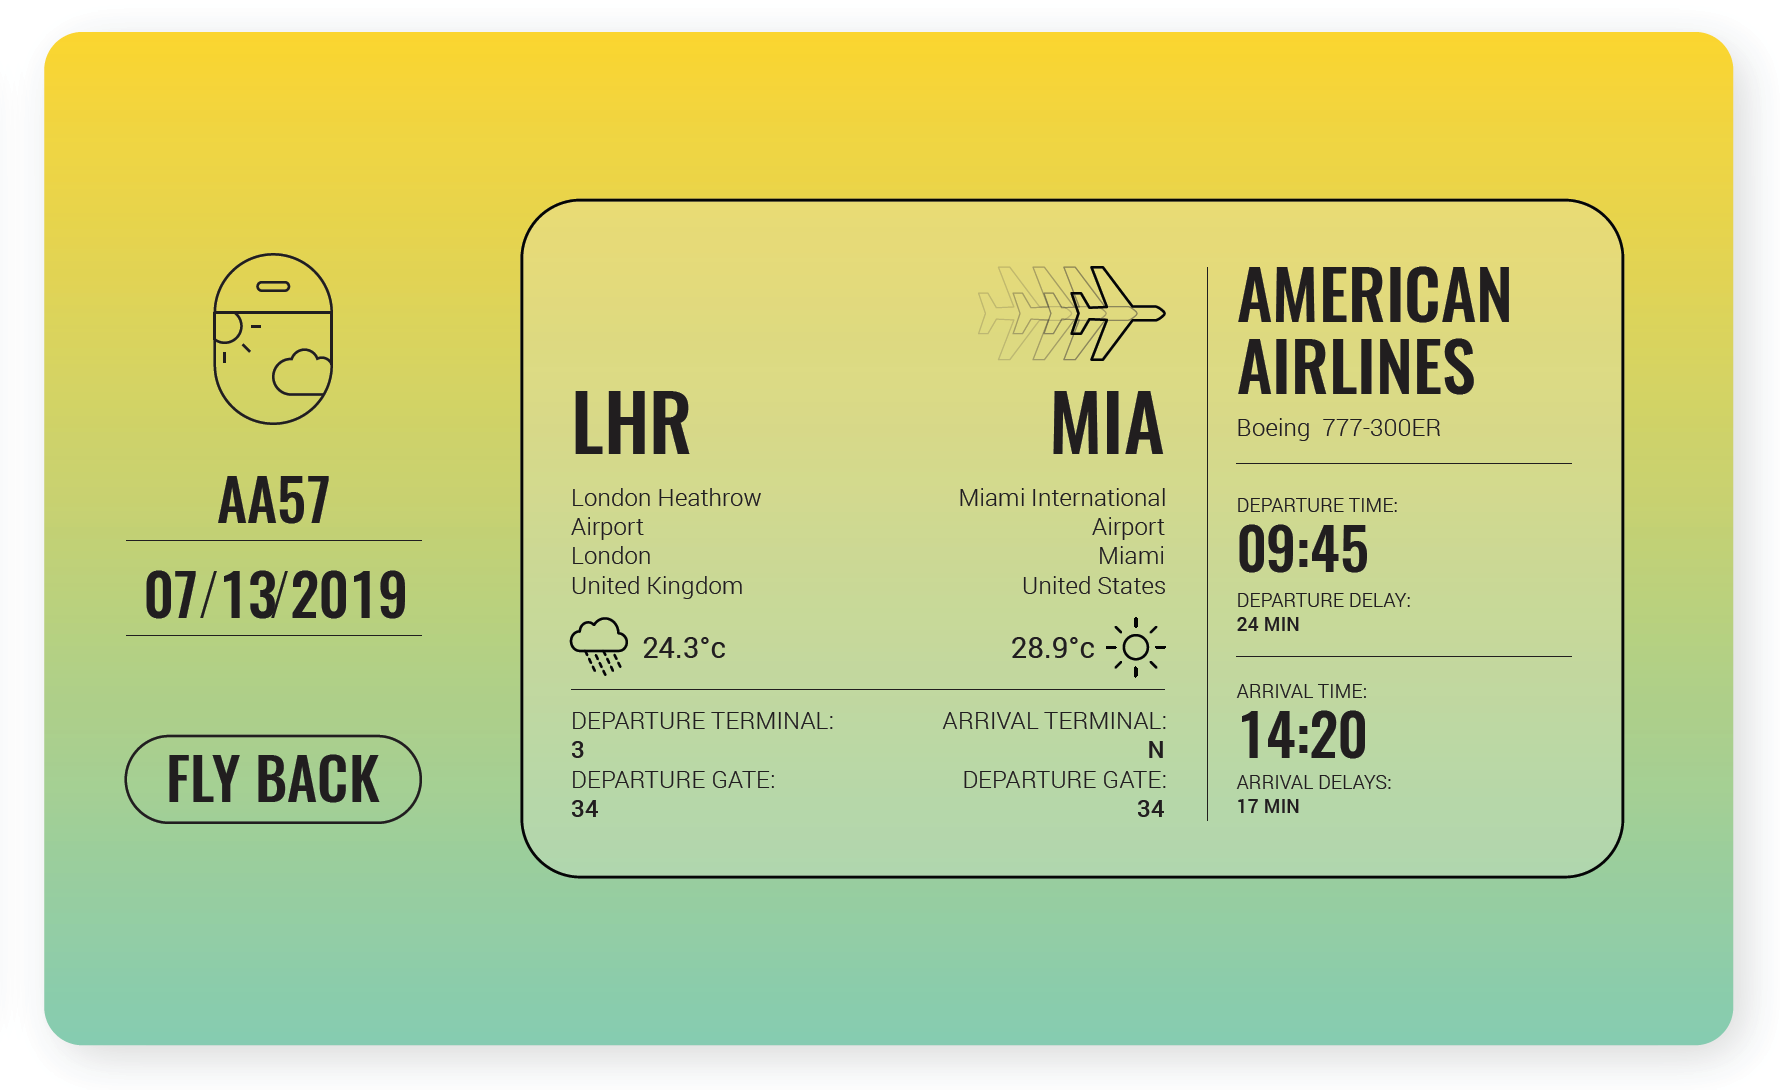 AA57
07/13/2019
FLY BACK
LHR
London Heathrow
Airport
London
United Kingdom
24.3°c
DEPARTURE TERMINAL:
3
DEPARTURE GATE:
34
MIA
Miami International
Airport
Miami
United States
28.9°c
ARRIVAL TERMINAL:
N
DEPARTURE GATE:
34
AMERICAN
AIRLINES
Boeing 777-300ER
DEPARTURE TIME:
09:45
DEPARTURE DELAY:
24 MIN
ARRIVAL TIME:
14:20
ARRIVAL DELAYS:
17 MIN